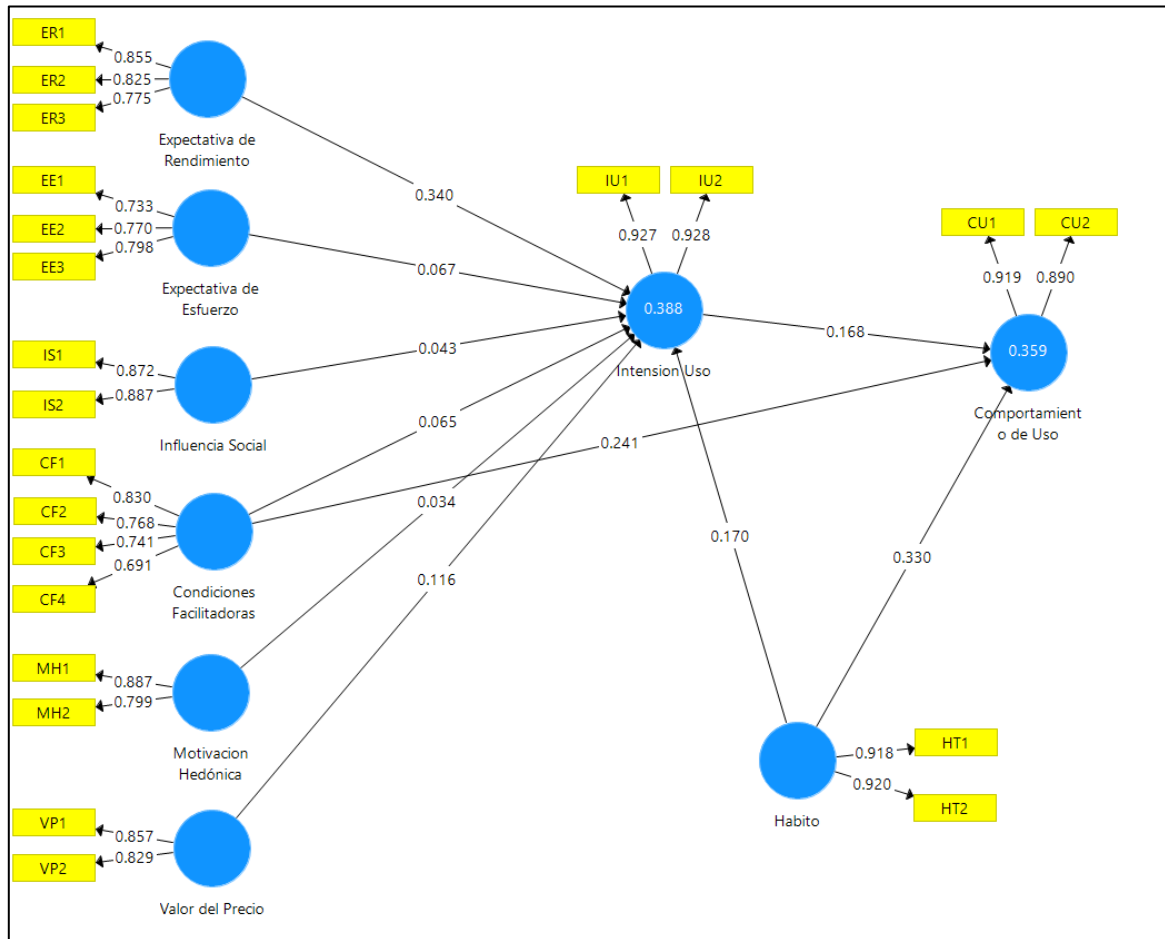 ER1
0.855
ER2
0.825
ER3
0.775
Expectativa de
Rendimiento
0.340
EE1
0.733
EE2
0.770
EE3
0.798
Expectativa de
Esfuerzo
0.067
IS1
0.872
IS2
0.887
Influencia Social
0.043
CF1
0.830
CF2
0.768
CF3
0.741
CF4
0.691
Condiciones
Facilitadoras
0.065
0.241
MH1
0.887
MH2
0.799
Motivacion
Hedónica
0.034
VP1
0.857
VP2
0.829
Valor del Precio
0.116
IU1
IU2
0.927
0.928
0.388
Intension Uso
0.168
CU1
CU2
0.919
0.890
0.359
Comportamient
o de Uso
0.170
0.330
Habito
0.918
HT1
0.920
HT2